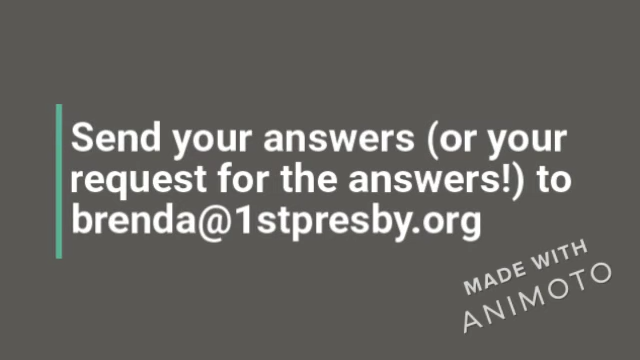 Send your answers (or your
request for the answers!) to
brenda@1stpresby.org
MADE WITH
ANIMOTO